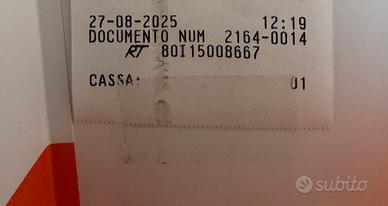 27-08-2025 12:19
DOCUMENTO NUM 2164-0014
RT 80I15008667
CASSA: 01
subito